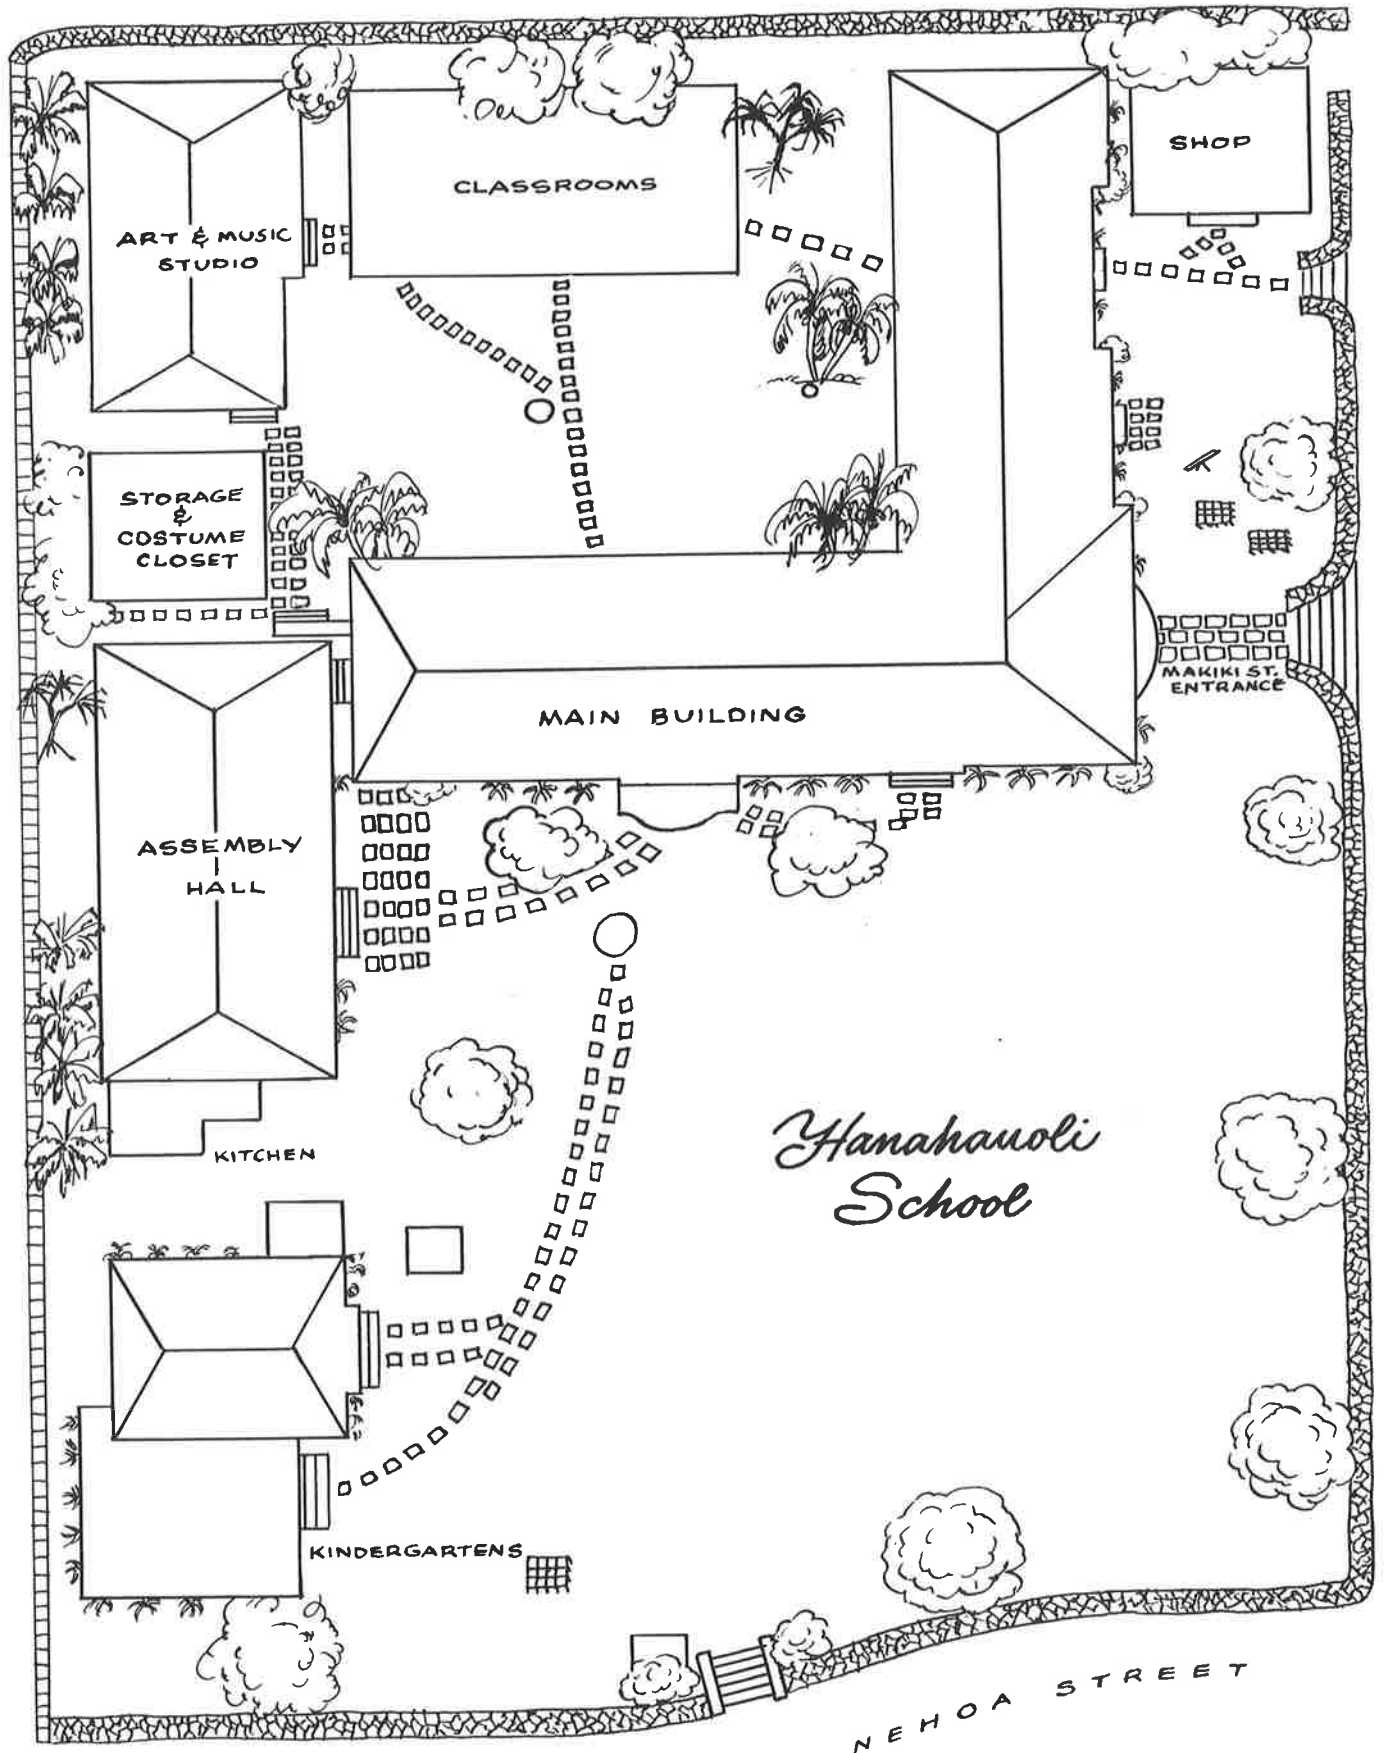 SHOP
CLASSROOMS
ART & MUSIC
STUDIO
STORAGE
&
COSTUME
CLOSET
MAKIKI ST.
ENTRANCE
MAIN BUILDING
ASSEMBLY
HALL
Hanahauoli
School
KITCHEN
KINDERGARTENS
NEHOA STREET